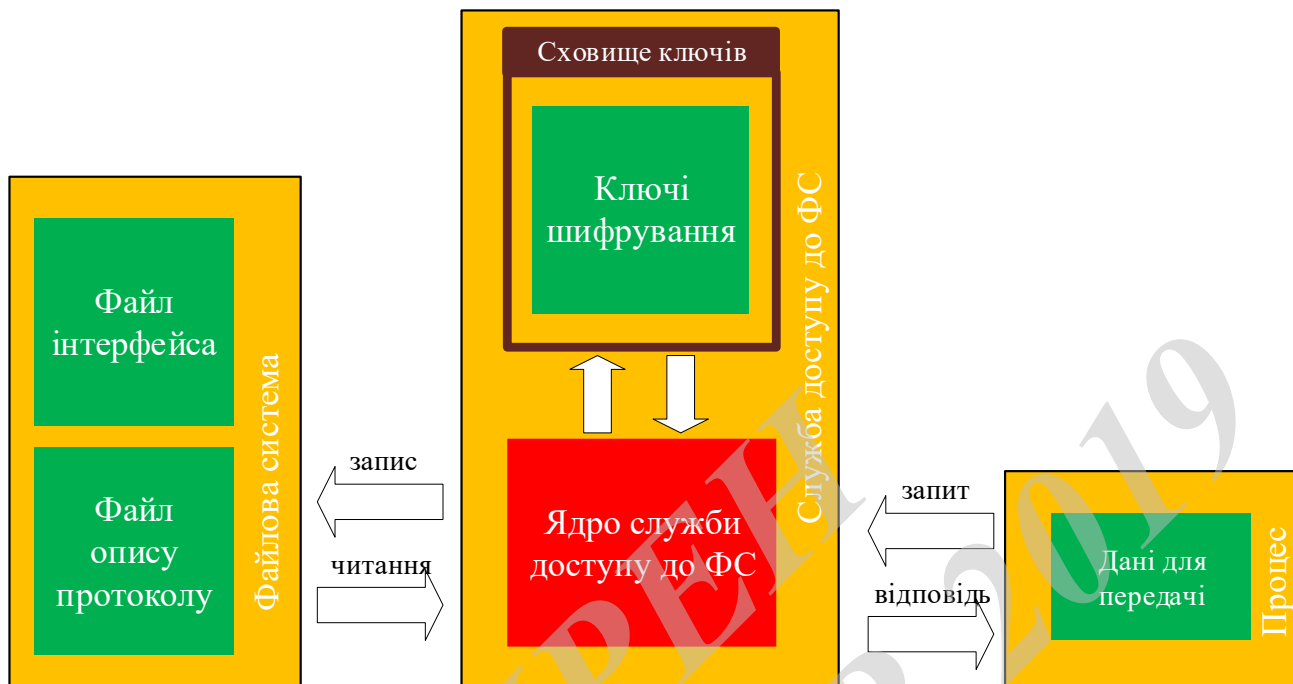 Сховище ключів
Ключі
шифрування
Служба доступу до ФС
Файл
інтерфейса
Файл
опису
протоколу
Файлова система
запис
читання
Ядро служби
доступу до ФС
запит
відповідь
Дані для
передачі
Процес
2019